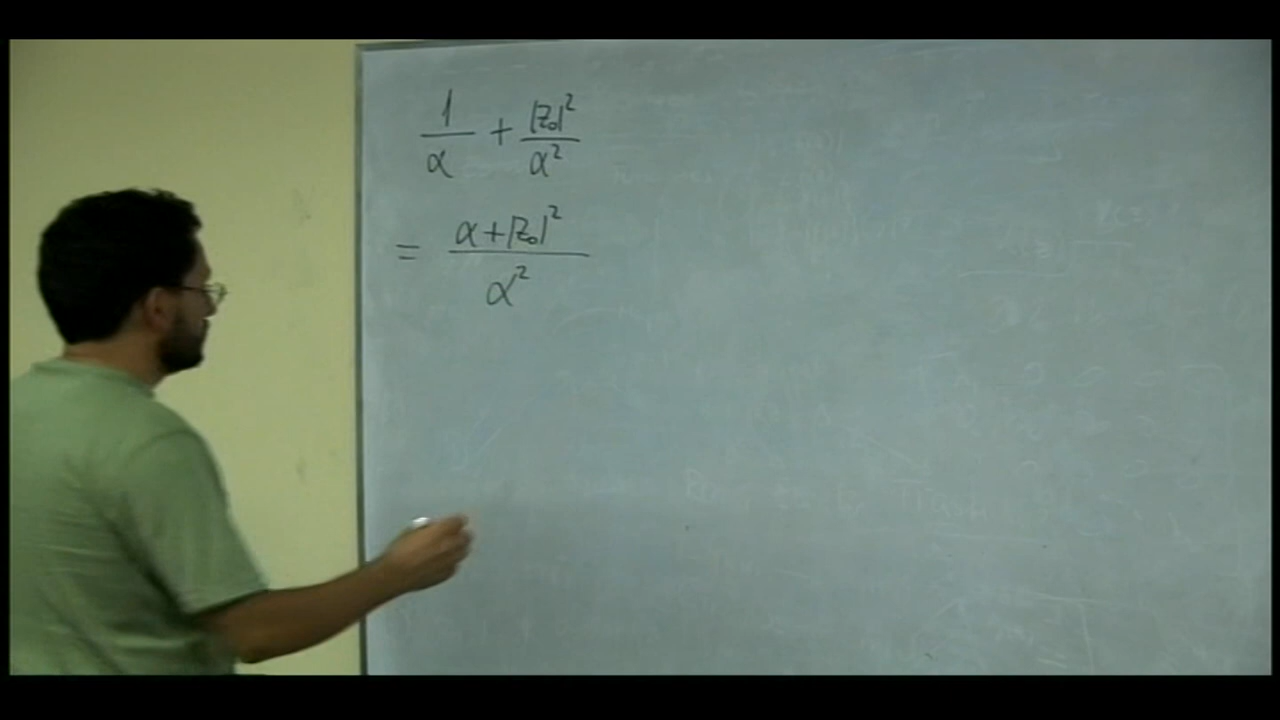 1/α + |z₀|²/α²
= (α + |z₀|²)/α²